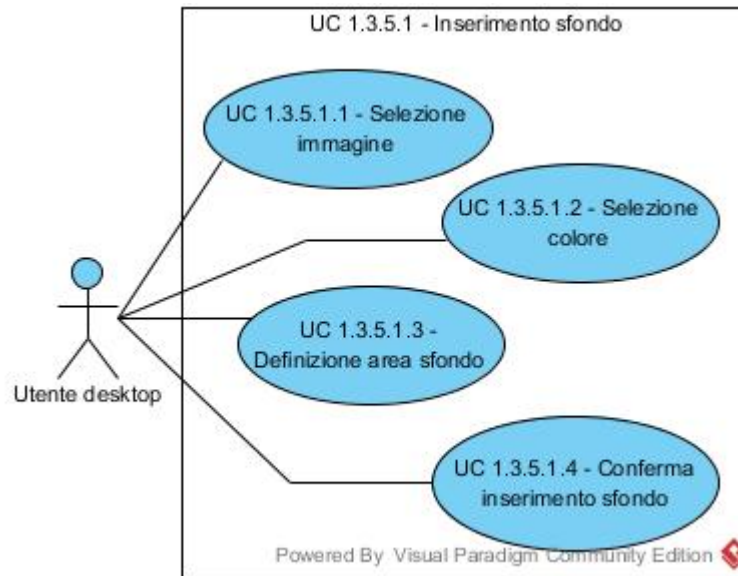 UC 1.3.5.1 - Inserimento sfondo
UC 1.3.5.1.1 - Selezione
immagine
UC 1.3.5.1.2 - Selezione
colore
UC 1.3.5.1.3 -
Definizione area sfondo
Utente desktop
UC 1.3.5.1.4 - Conferma
inserimento sfondo
Powered By Visual Paradigm Community Edition